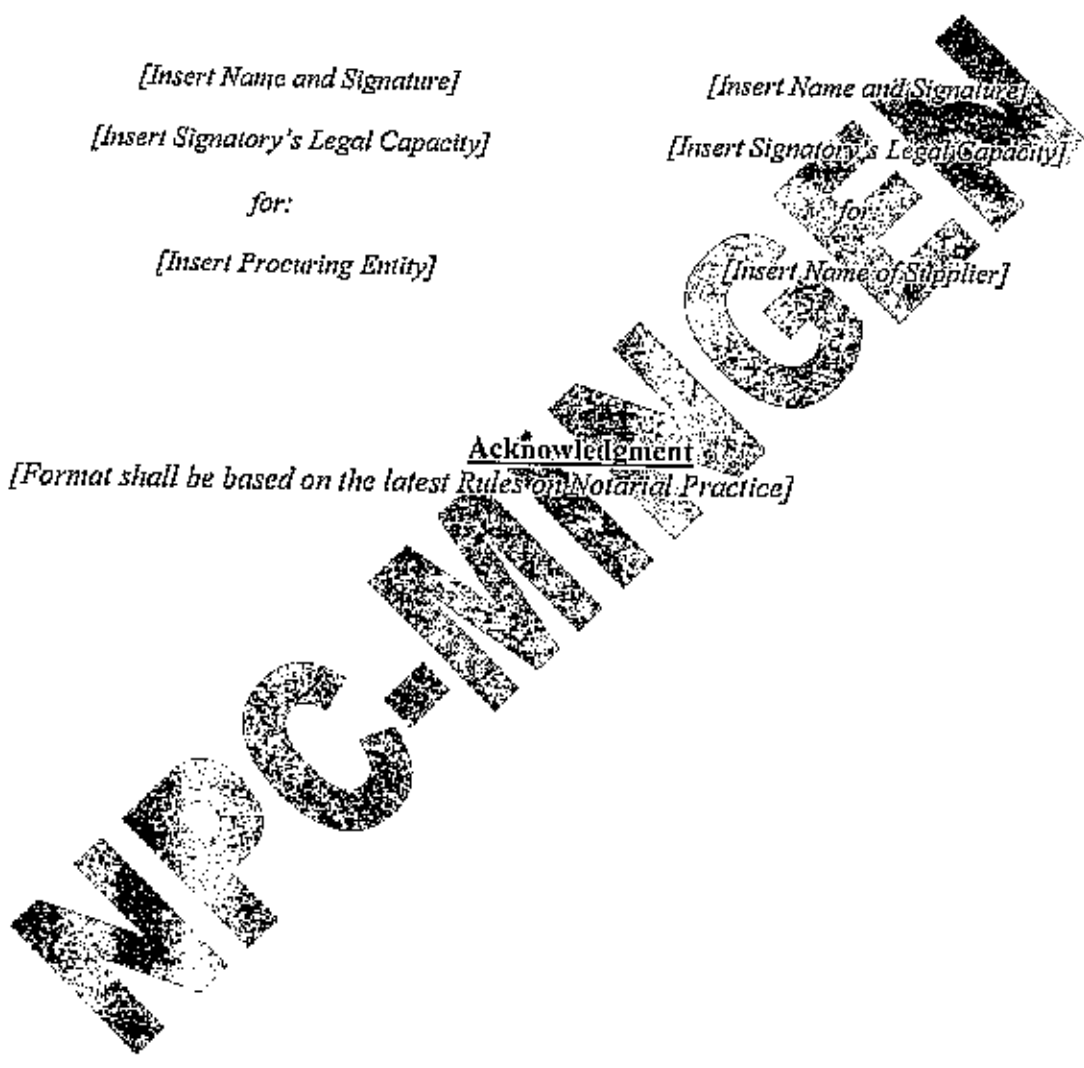 [Insert Name and Signature]
[Insert Signatory's Legal Capacity]
for:
[Insert Procuring Entity]
[Insert Name and Signature]
[Insert Signatory's Legal Capacity]
for:
[Insert Name of Supplier]
Acknowledgment
[Format shall be based on the latest Rules on Notarial Practice]
NPC-MINGEN